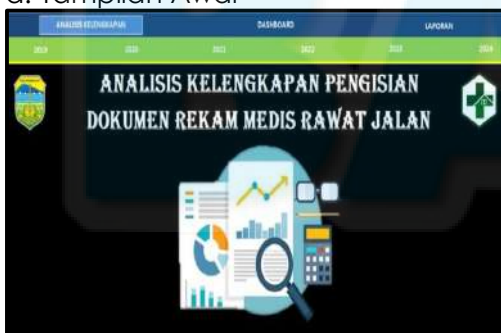 a. Tampilan Awal
ANALISIS KELENGKAPAN DASHBOARD LAPORAN
2019 2020 2021 2022 2023 2024
ANALISIS KELENGKAPAN PENGISIAN
DOKUMEN REKAM MEDIS RAWAT JALAN